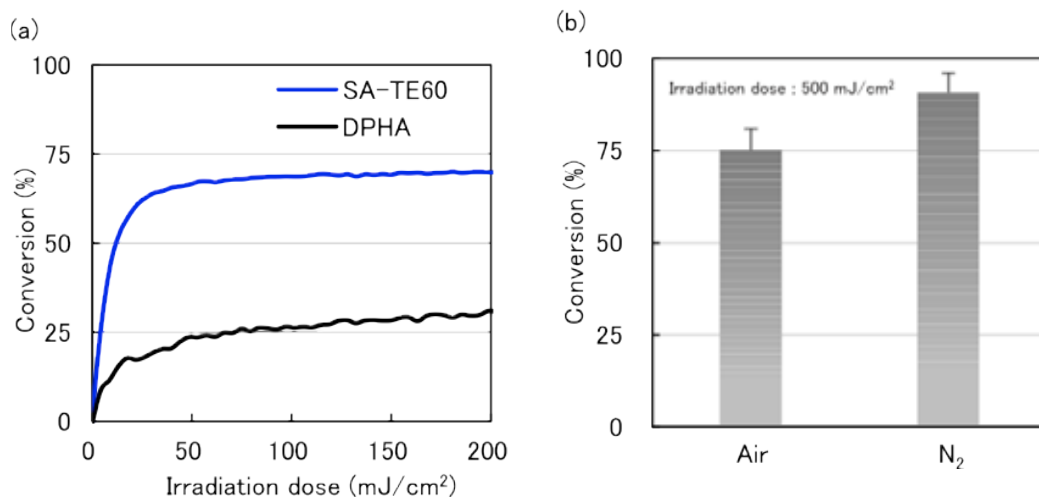 (a)
100
75
50
25
0
Conversion (%)
SA-TE60
DPHA
0 50 100 150 200
Irradiation dose (mJ/cm²)
(b)
100
75
50
25
0
Conversion (%)
Irradiation dose : 500 mJ/cm²
Air N₂